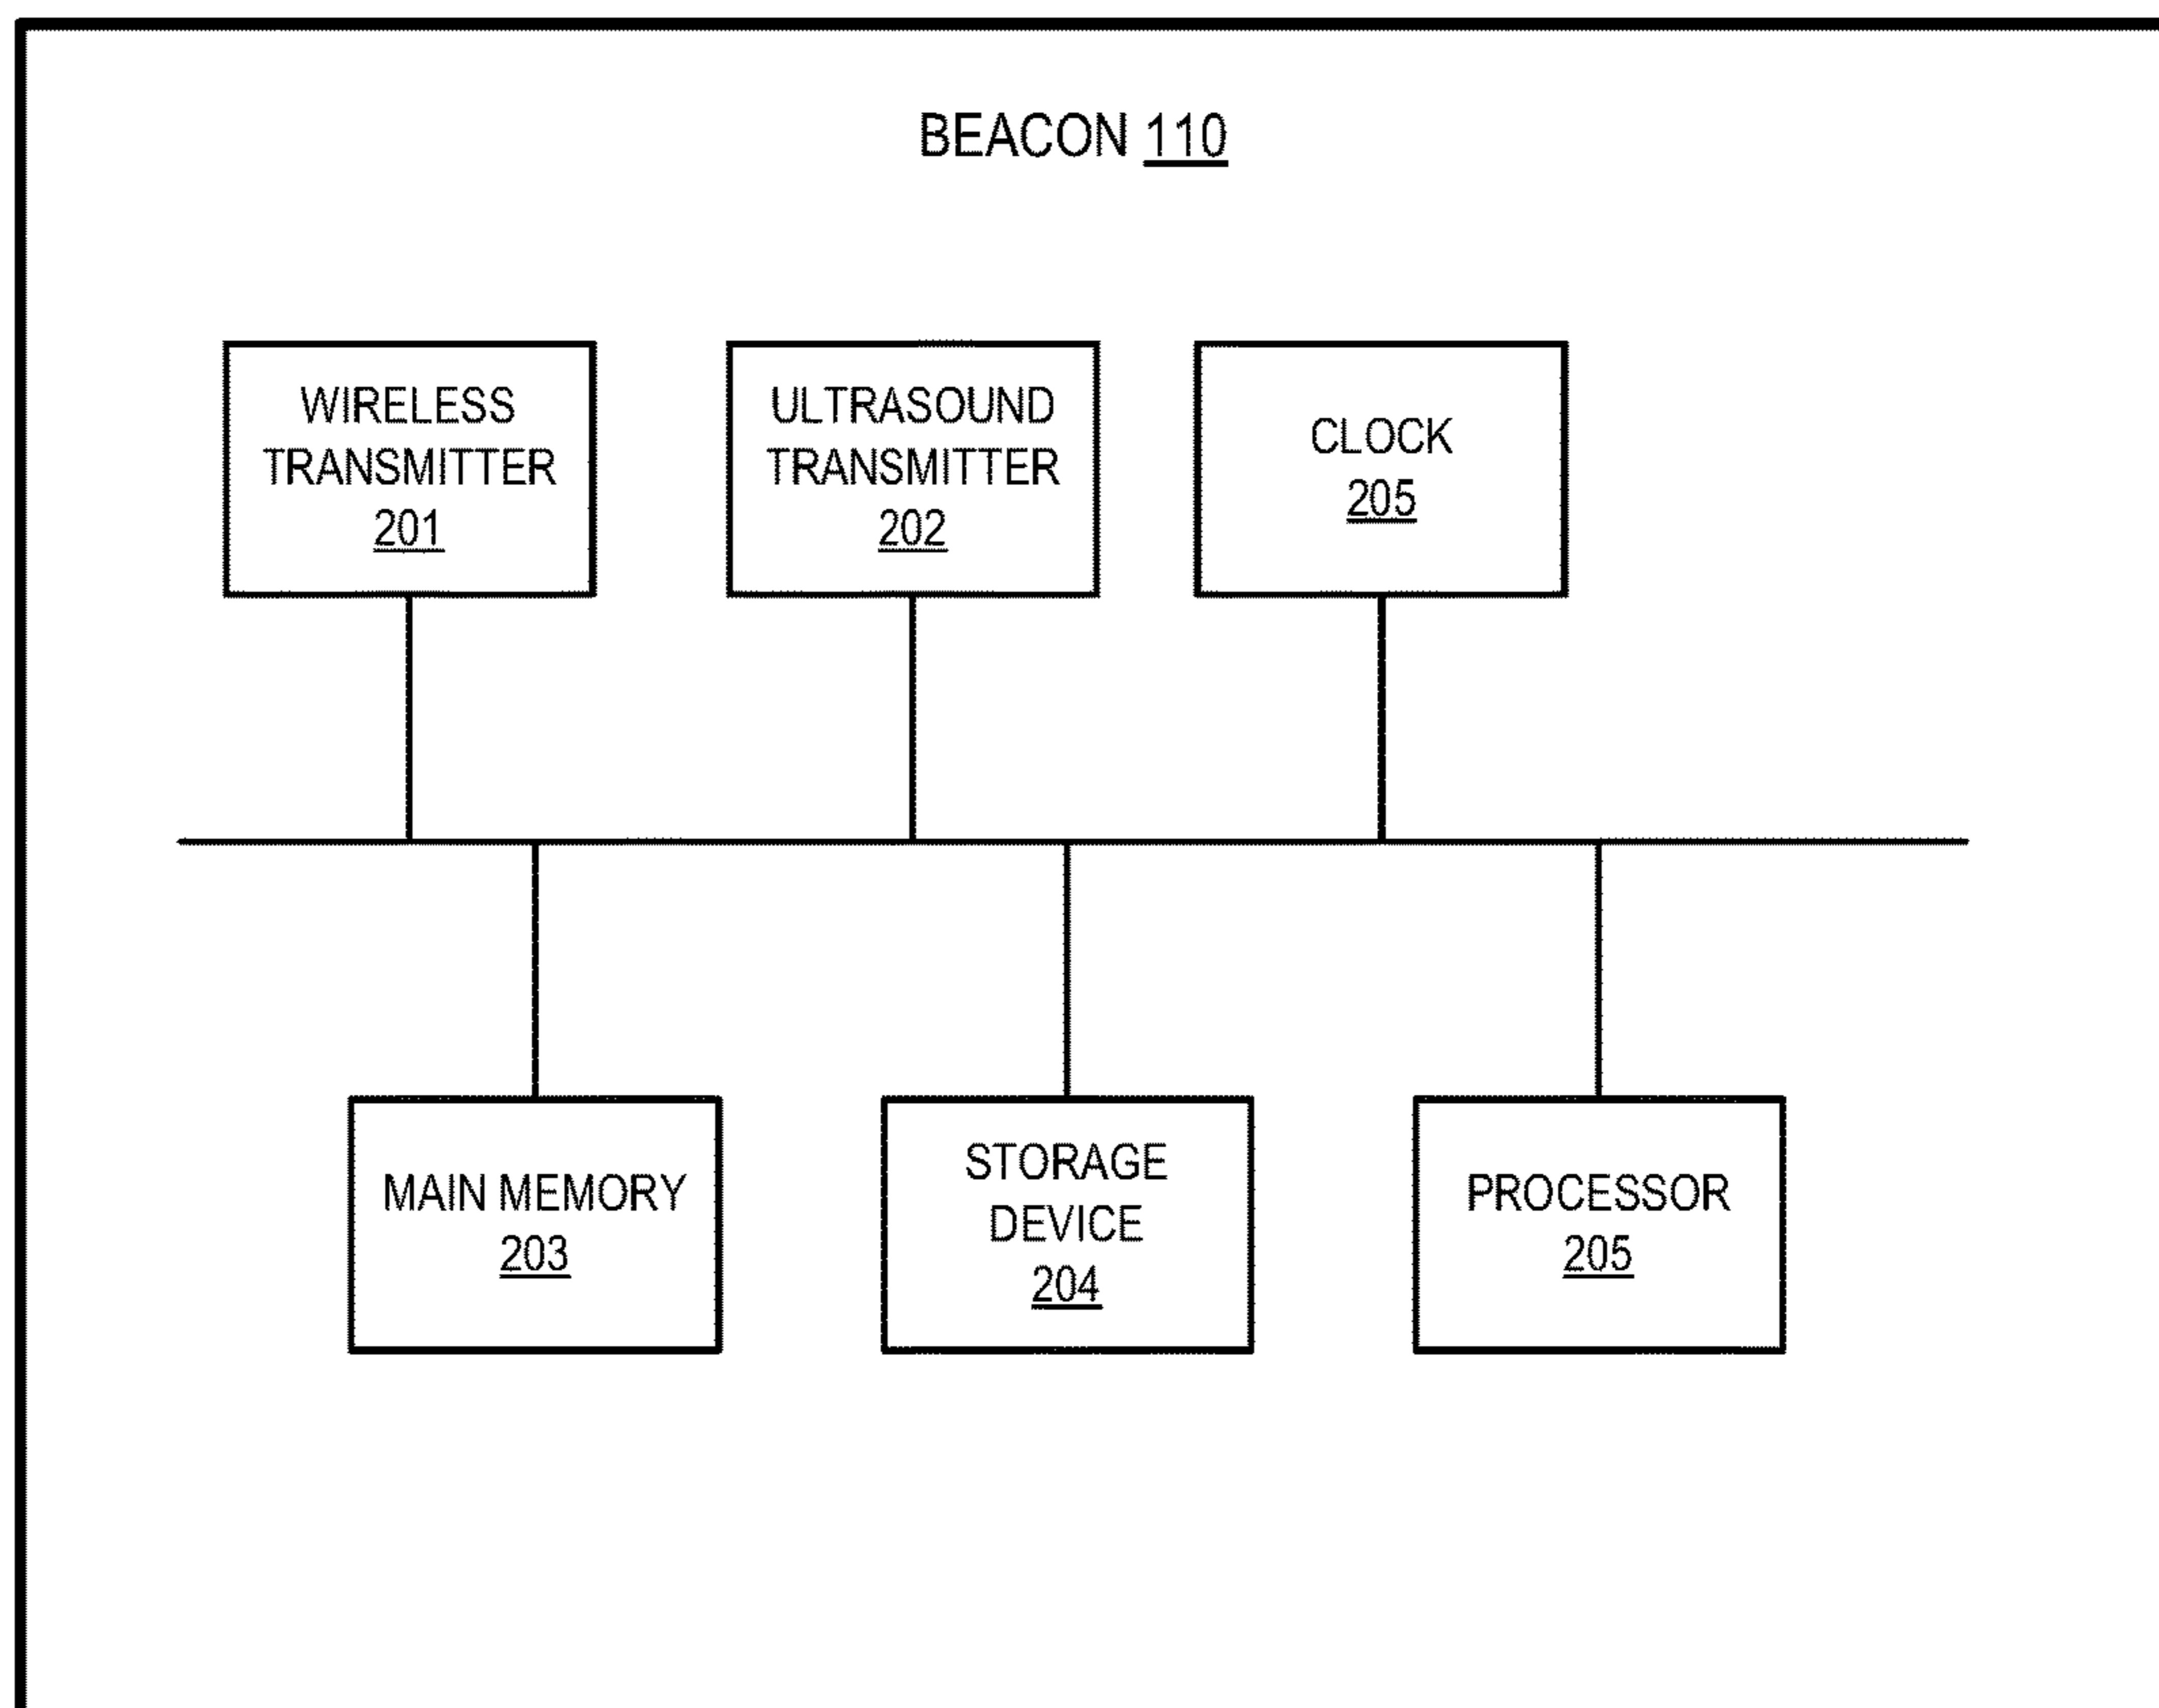 BEACON 110
WIRELESS
TRANSMITTER
201
ULTRASOUND
TRANSMITTER
202
CLOCK
205
MAIN MEMORY
203
STORAGE
DEVICE
204
PROCESSOR
205